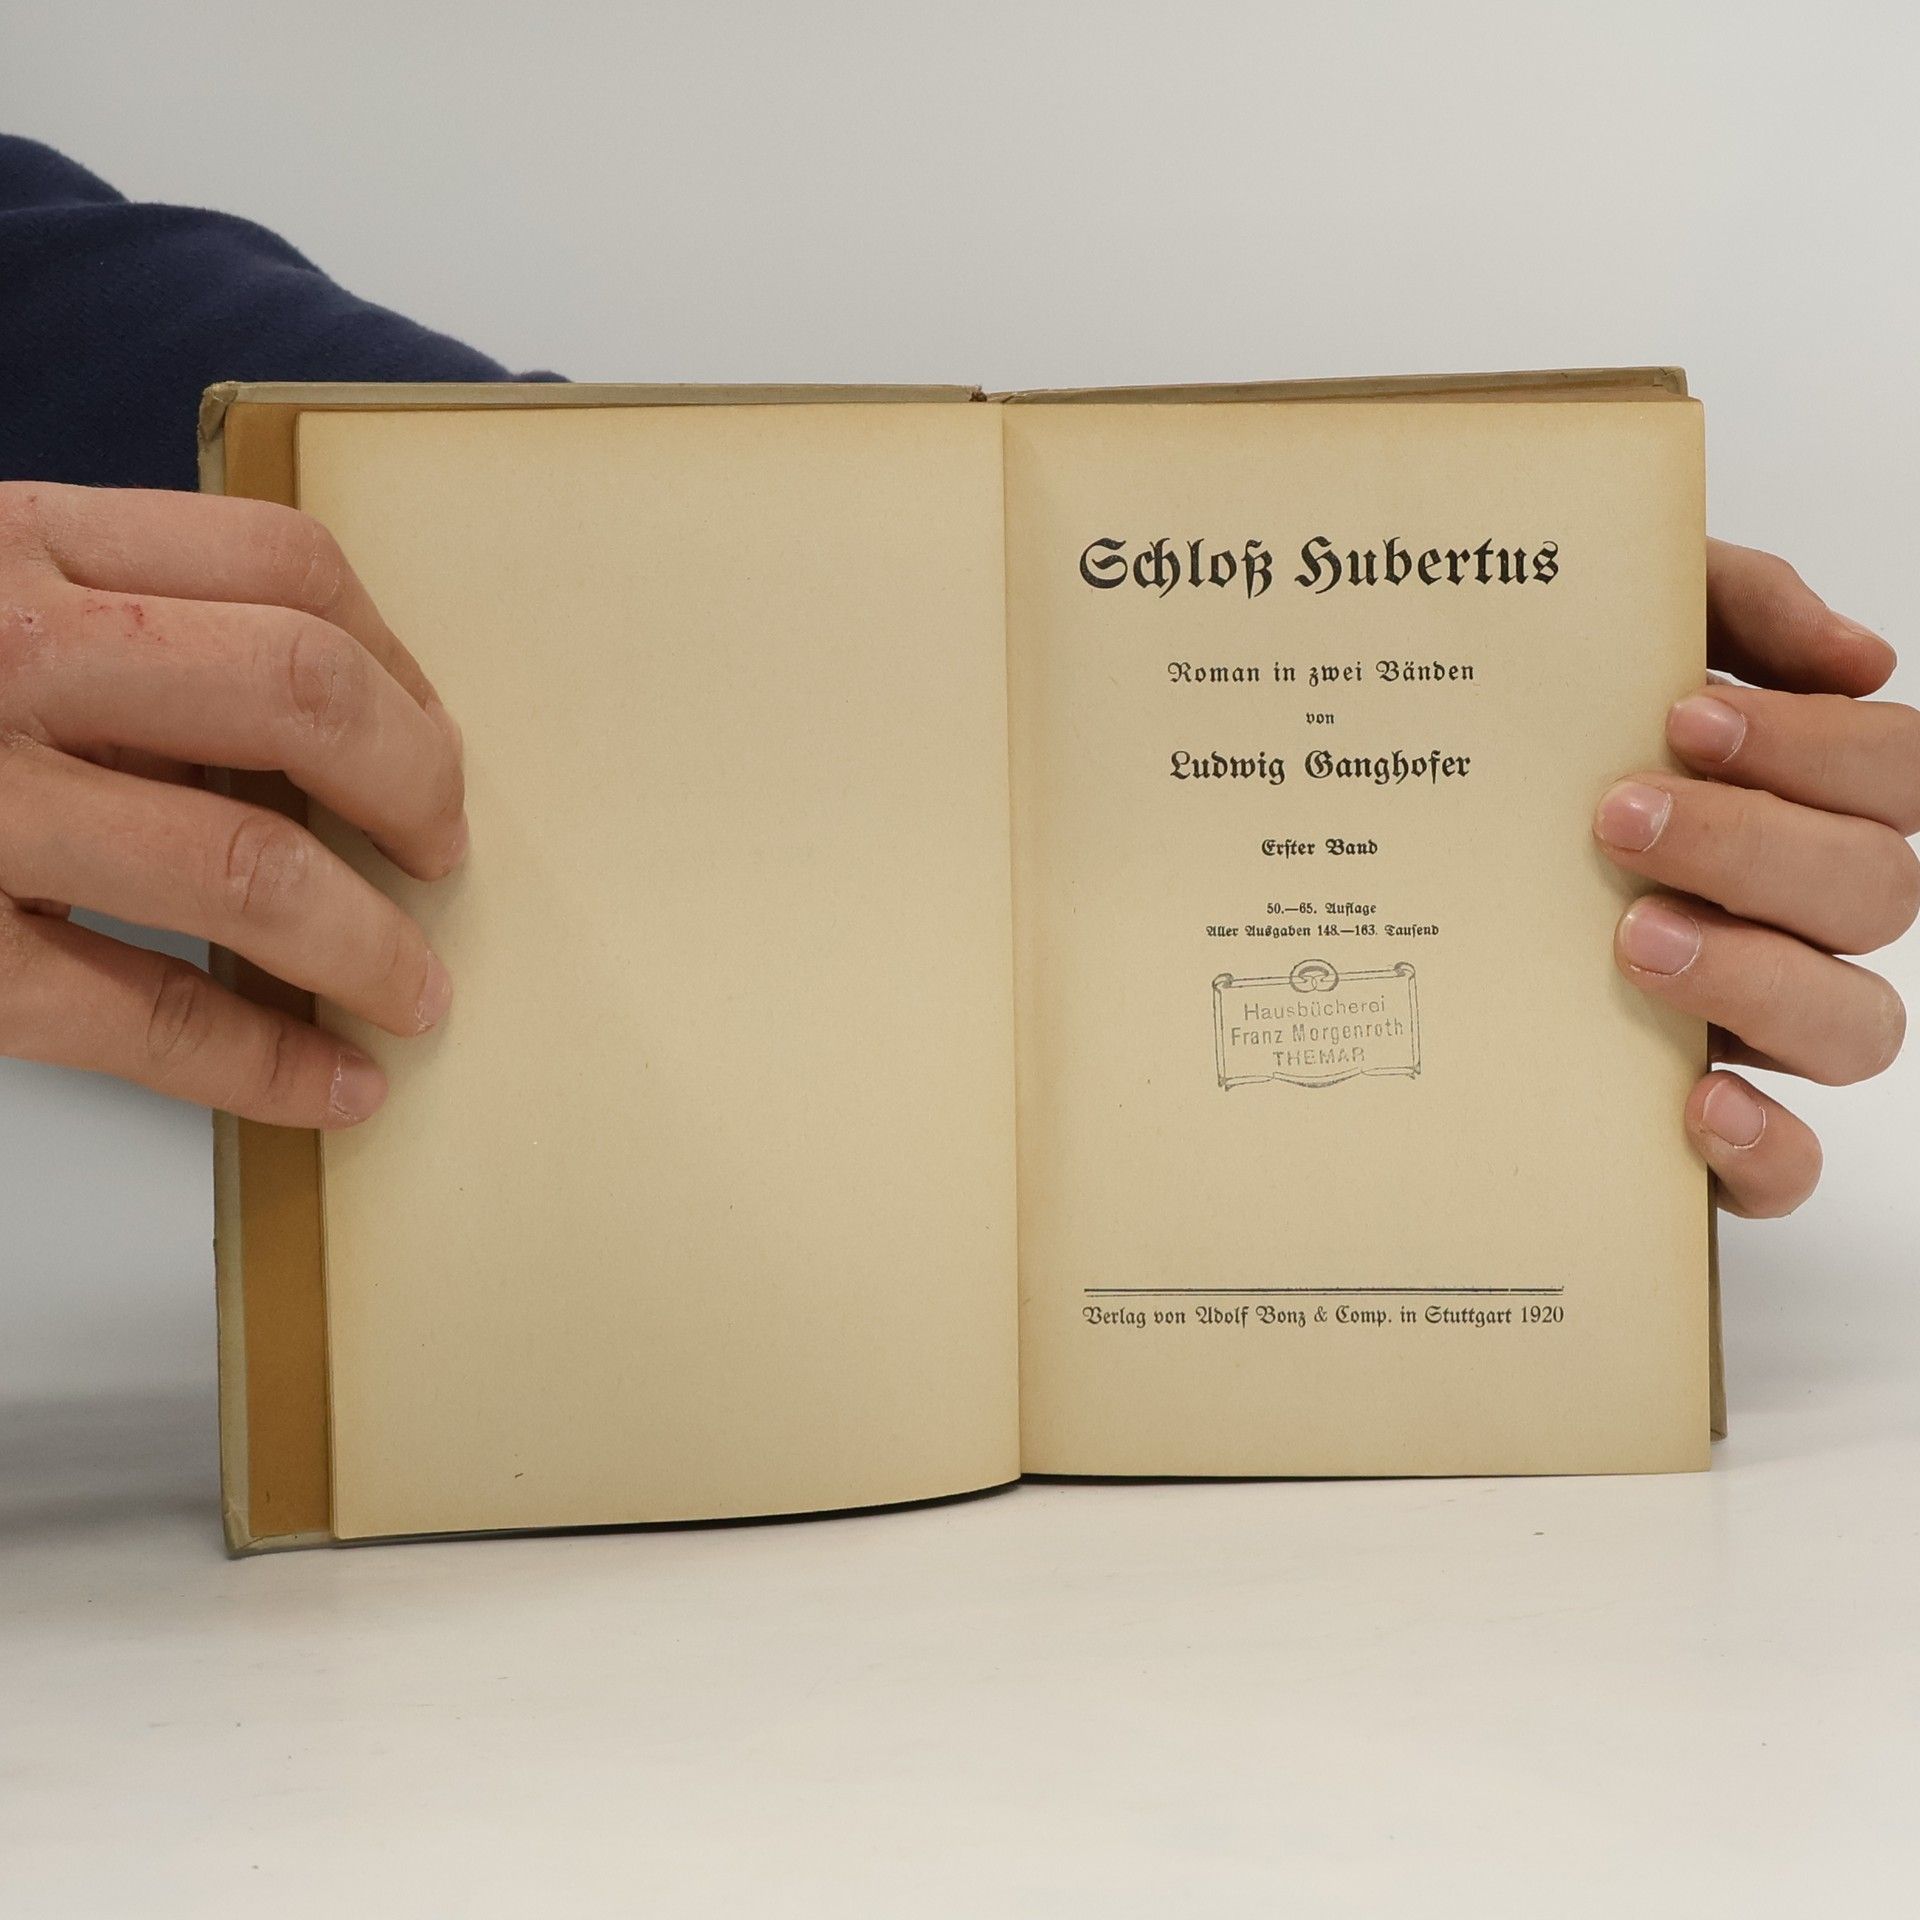 Schloß Hubertus
Roman in zwei Bänden
von
Ludwig Ganghofer
Erster Band
50.—65. Auflage
Aller Ausgaben 148.—163. Tausend
Hausbücherei
Franz Morgenroth
THEMAR
Verlag von Adolf Bonz & Comp. in Stuttgart 1920